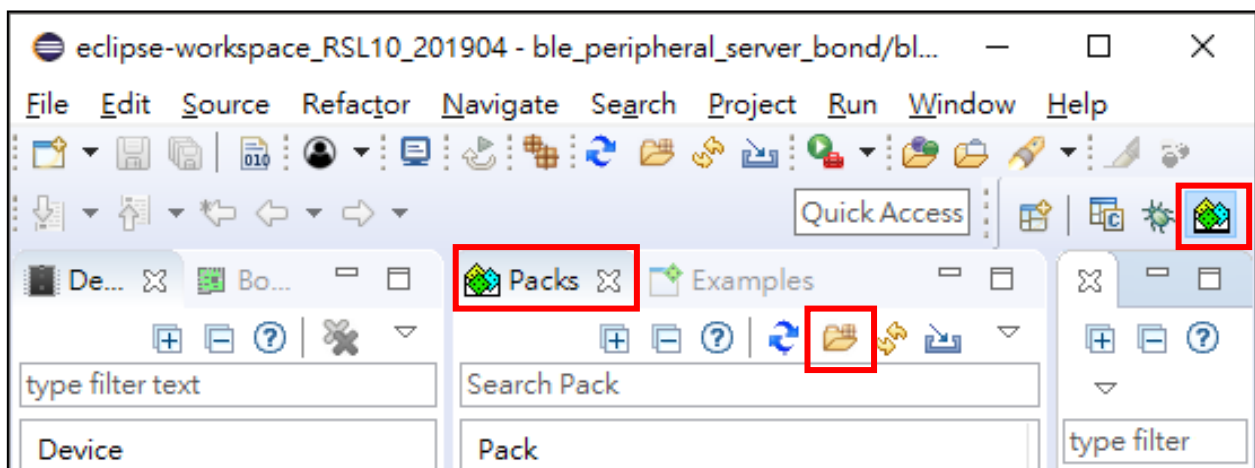 eclipse-workspace_RSL10_201904 - ble_peripheral_server_bond/bl...
File Edit Source Refactor Navigate Search Project Run Window Help
010
Quick Access
C
De... Bo... Packs Examples
type filter text Search Pack
Device Pack type filter